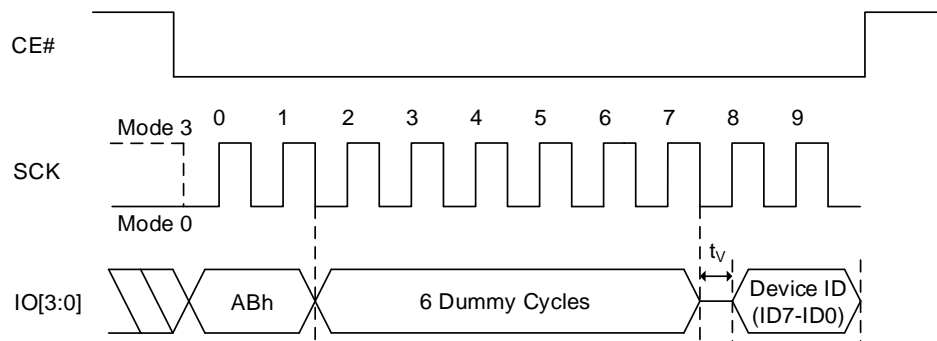 CE#
Mode 3
0 1 2 3 4 5 6 7 8 9
SCK
Mode 0
tV
IO[3:0]
ABh
6 Dummy Cycles
Device ID
(ID7-ID0)